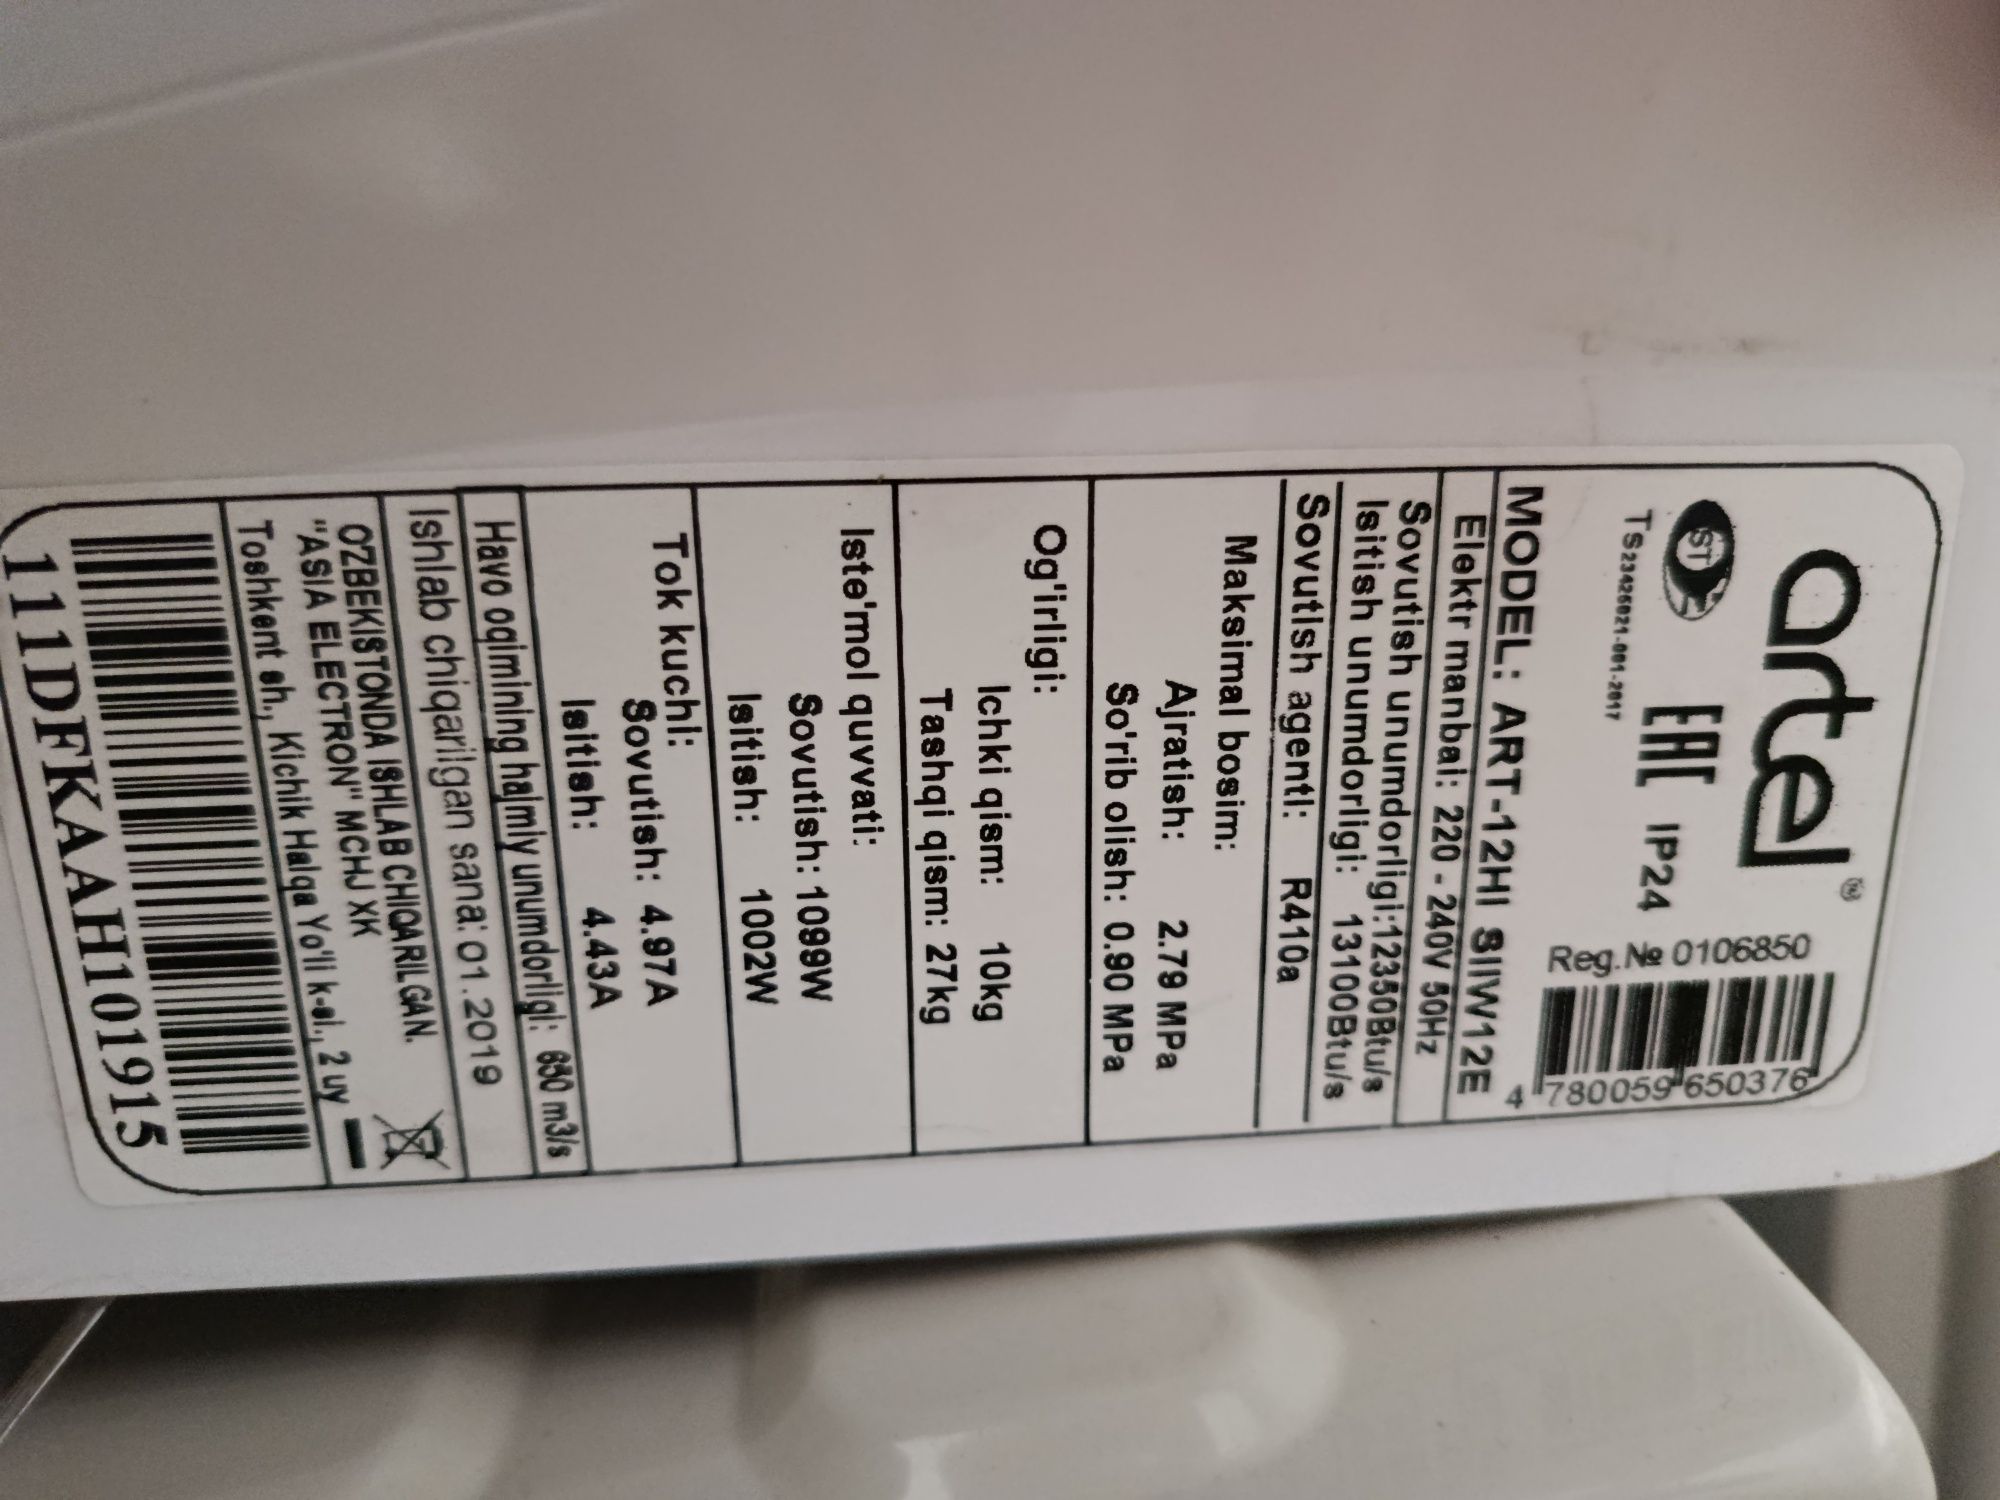 artel®
EAC IP24
TS23426021-001-2017
Reg.№ 0106850
4 780059 650376
MODEL: ART-12HI SIIW12E
Elektr manbai: 220 - 240V 50Hz
Sovutish unumdorligi:12350Btu/s
Isitish unumdorligi: 13100Btu/s
Sovutish agenti: R410a
Maksimal bosim:
Ajratish: 2.79 MPa
So'rib olish: 0.90 MPa
Og'irligi:
Ichki qism: 10kg
Tashqi qism: 27kg
Iste'mol quvvati:
Sovutish: 1099W
Isitish: 1002W
Tok kuchi:
Sovutish: 4.97A
Isitish: 4.43A
Havo oqimining hajmiy unumdorligi: 650 m3/s
Ishlab chiqarilgan sana: 01.2019
OZBEKISTONDA ISHLAB CHIQARILGAN.
"ASIA ELECTRON" MCHJ XK
Toshkent sh., Kichik Halqa Yo'li k-si., 2 uy
111DFKAAH101915